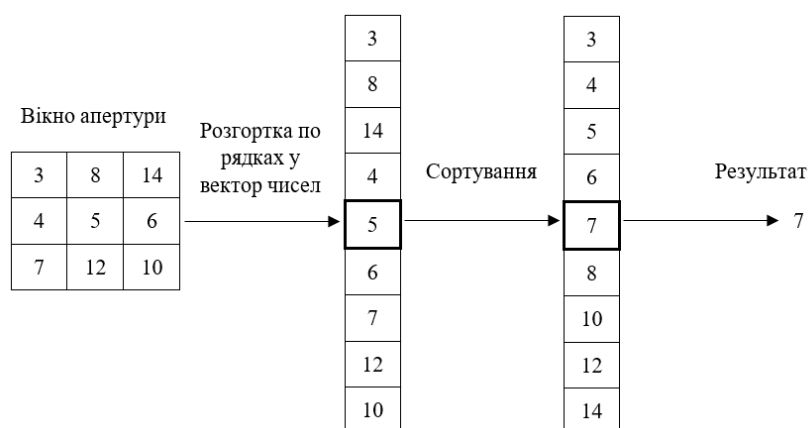 Вікно апертури
3 8 14
4 5 6
7 12 10
Розгортка по
рядках у
вектор чисел
3
8
14
4
5
6
7
12
10
Сортування
3
4
5
6
7
8
10
12
14
Результат
7